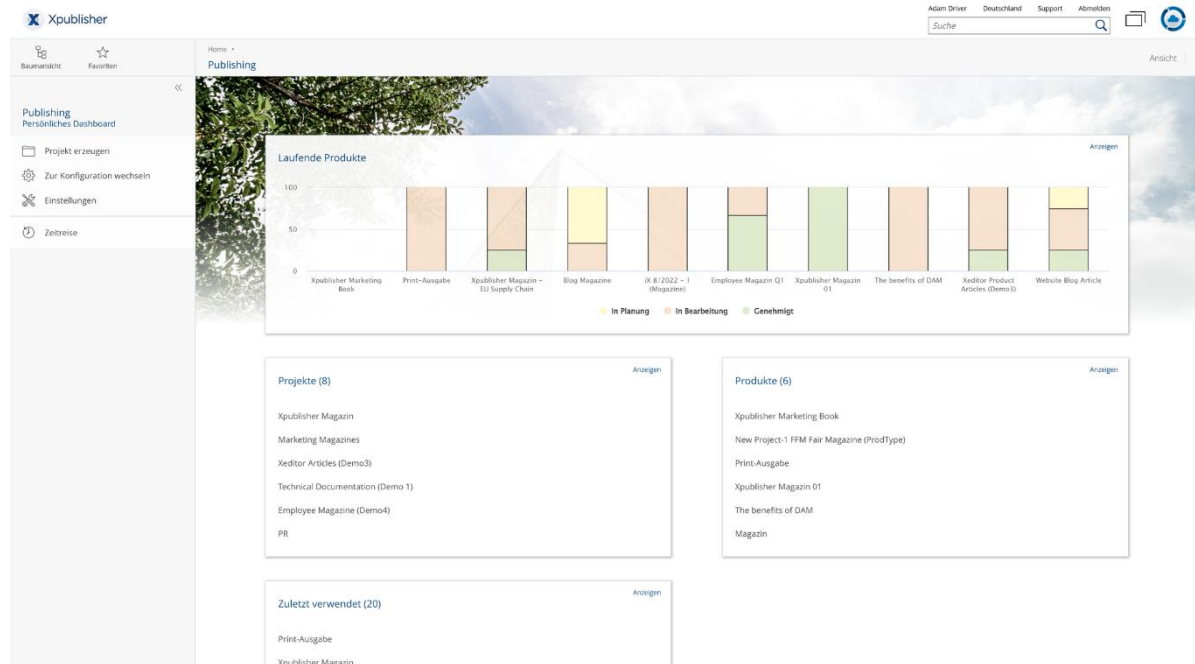 Xpublisher
Adam Driver Deutschland Support Abmelden
Suche
Baumansicht Favoriten
Home •
Publishing
Ansicht
Publishing
Persönliches Dashboard
Projekt erzeugen
Zur Konfiguration wechseln
Einstellungen
Zeitreise
Anzeigen
Laufende Produkte
100
50
0
Xpublisher Marketing Book
Print-Ausgabe
Xpublisher Magazin - EU Supply Chain
Blog Magazine
iX 8/2022 - 1 (Magazine)
Employee Magazin Q1
Xpublisher Magazin 01
The benefits of DAM
Xeditor Product Articles (Demo3)
Website Blog Article
In Planung In Bearbeitung Genehmigt
Anzeigen
Projekte (8)
Xpublisher Magazin
Marketing Magazines
Xeditor Articles (Demo3)
Technical Documentation (Demo 1)
Employee Magazine (Demo4)
PR
Anzeigen
Produkte (6)
Xpublisher Marketing Book
New Project-1 FFM Fair Magazine (ProdType)
Print-Ausgabe
Xpublisher Magazin 01
The benefits of DAM
Magazin
Anzeigen
Zuletzt verwendet (20)
Print-Ausgabe
Xpublisher Magazin